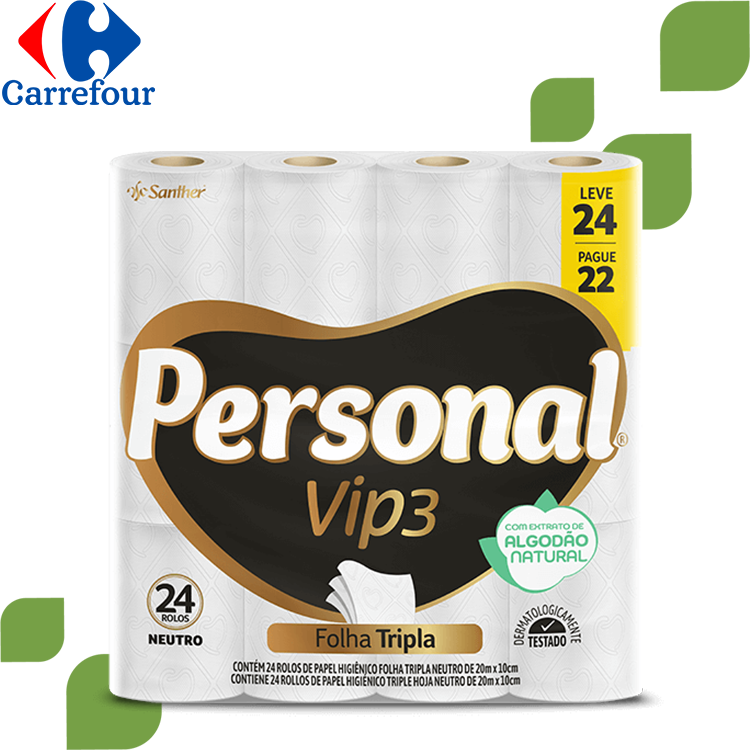 Carrefour
Santher
LEVE
24
PAGUE
22
Personal®
Vip3
COM EXTRATO DE
ALGODÃO
NATURAL
24
ROLOS
NEUTRO
Folha Tripla
DERMATOLOGICAMENTE
TESTADO
CONTÉM 24 ROLOS DE PAPEL HIGIÊNICO FOLHA TRIPLA NEUTRO DE 20m x 10cm
CONTIENE 24 ROLLOS DE PAPEL HIGIÉNICO TRIPLE HOJA NEUTRO DE 20m x 10cm